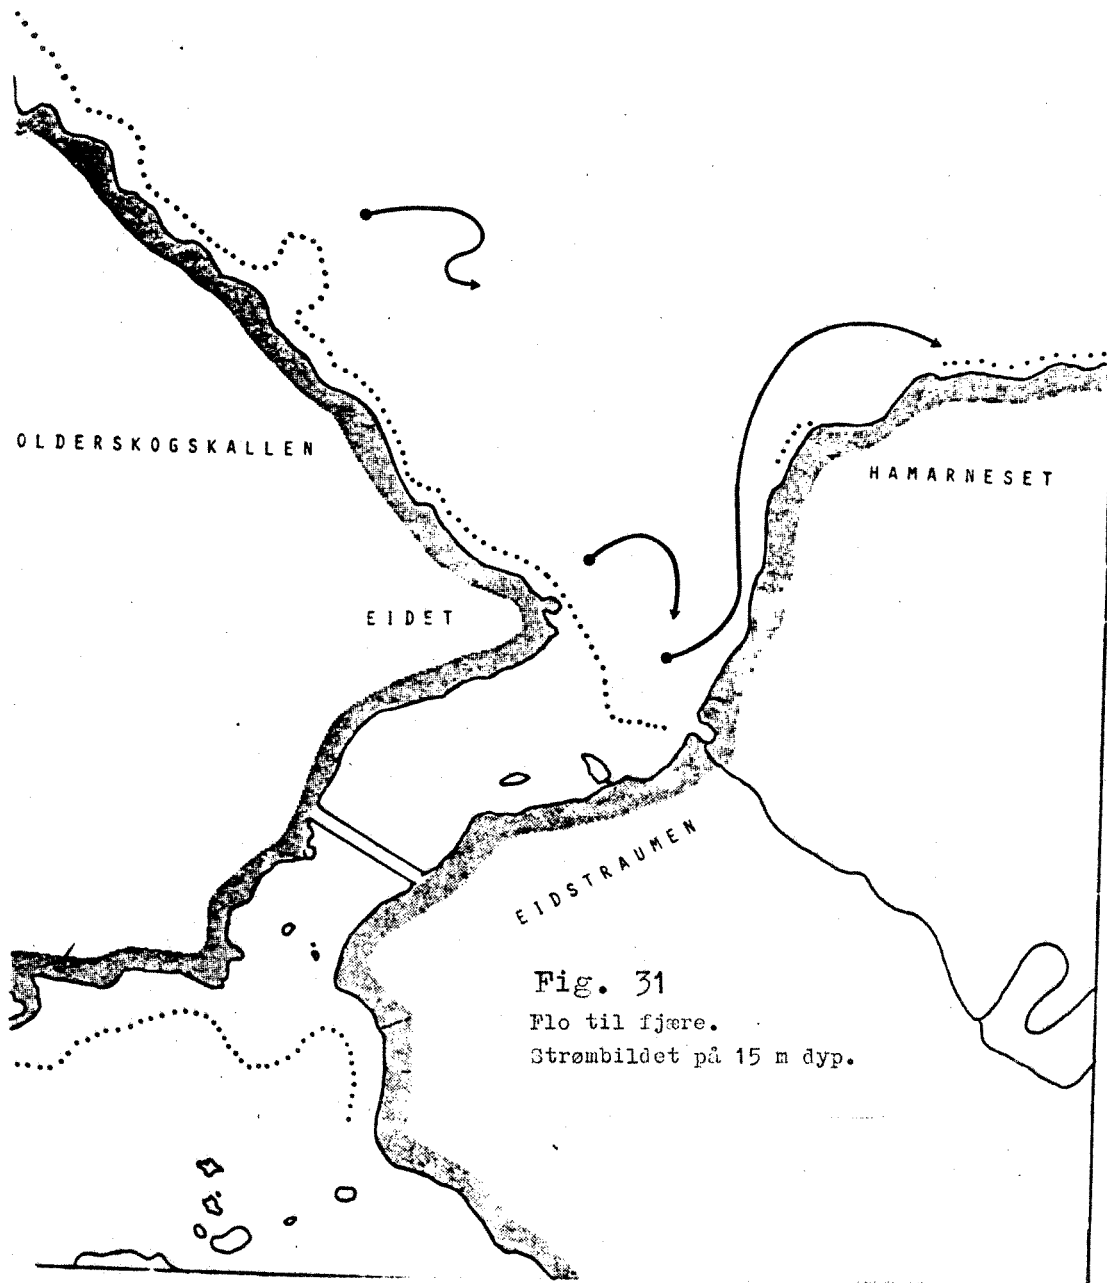 OLDERSKOGSKALLEN
HAMARNESET
EIDET
EIDSTRAUMEN
Fig. 31
Flo til fjære.
Strømbildet på 15 m dyp.